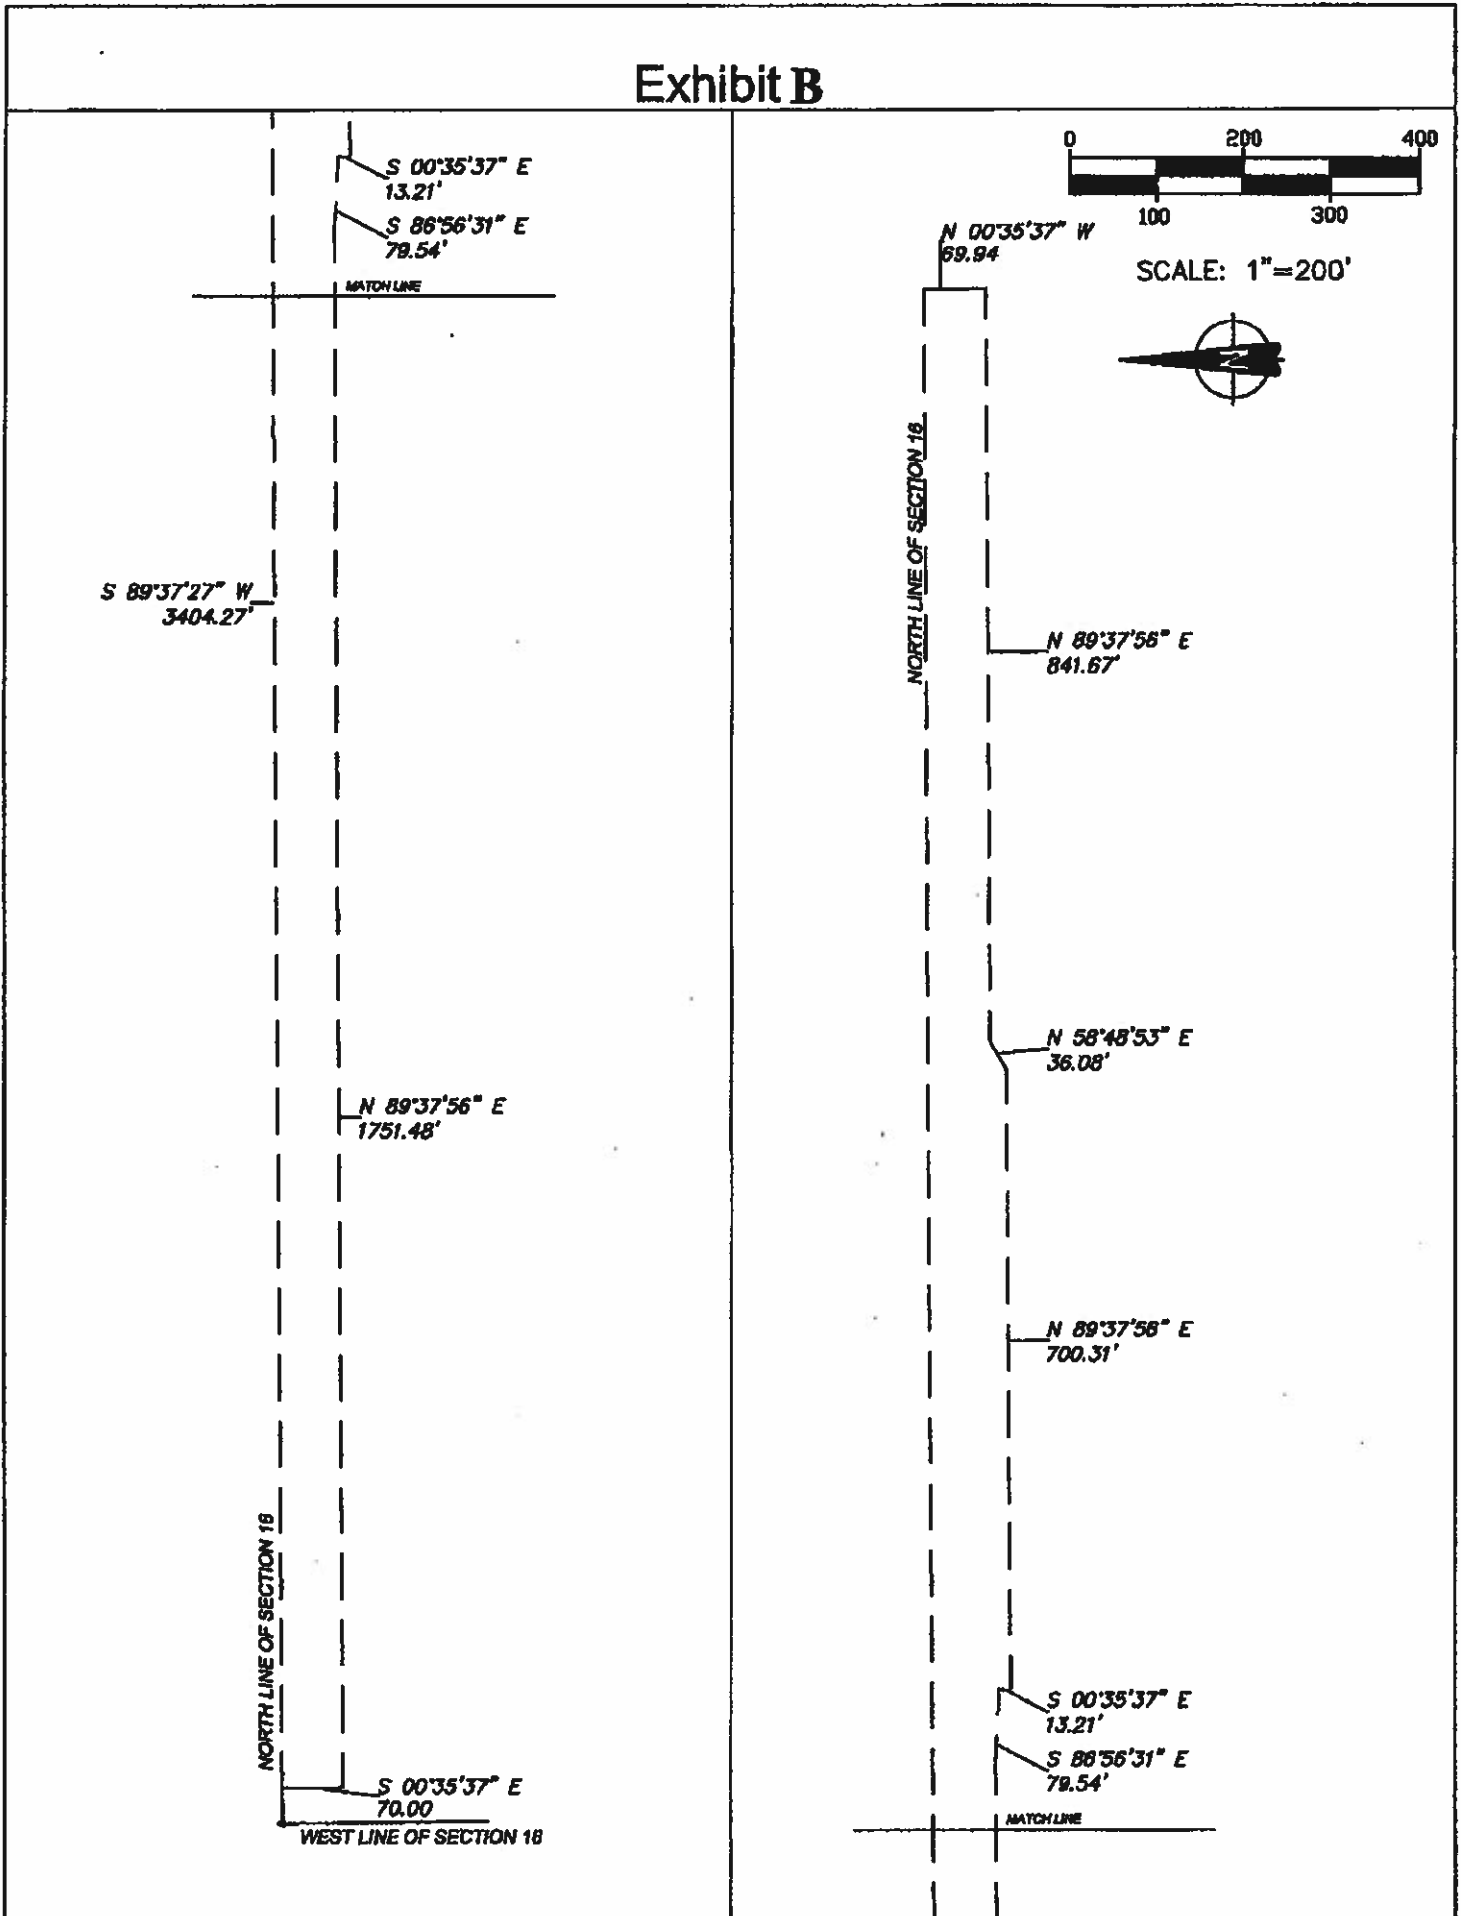 Exhibit B
S 00°35'37" E
13.21'
S 86°56'31" E
79.54'
MATCH LINE
S 89°37'27" W
3404.27'
N 89°37'56" E
1751.48'
NORTH LINE OF SECTION 16
S 00°35'37" E
70.00
WEST LINE OF SECTION 16
0 200 400
100 300
SCALE: 1"=200'
N 00°35'37" W
69.94
NORTH LINE OF SECTION 16
N 89°37'56" E
841.67'
N 58°48'53" E
36.08'
N 89°37'56" E
700.31'
S 00°35'37" E
13.21'
S 86°56'31" E
79.54'
MATCH LINE